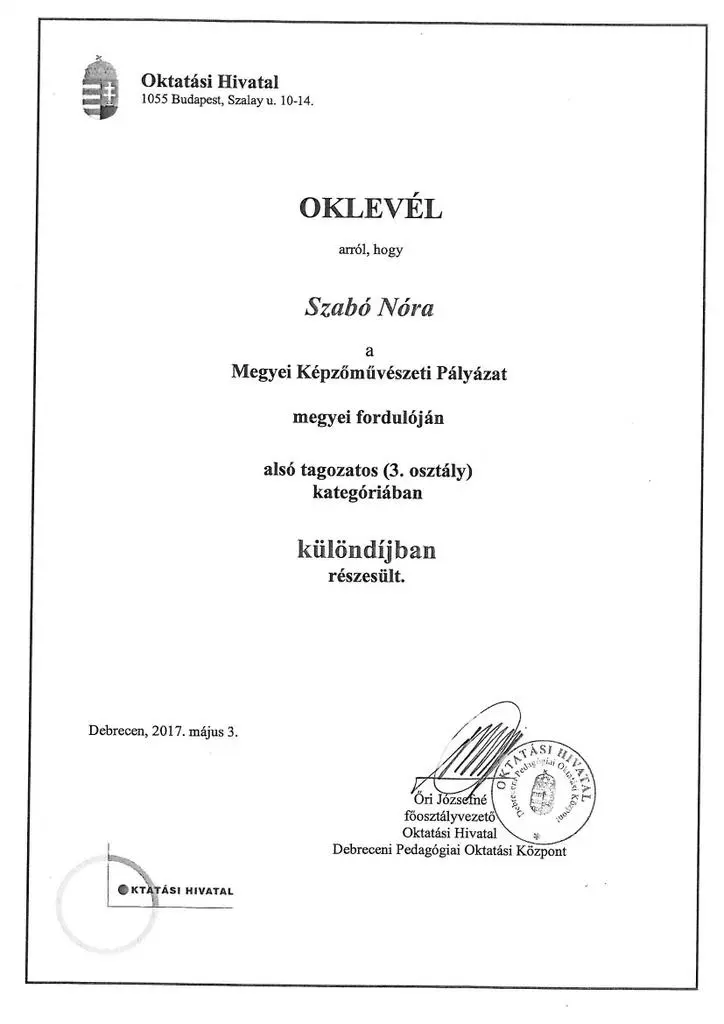 Oktatási Hivatal
1055 Budapest, Szalay u. 10-14.
OKLEVÉL
arról, hogy
Szabó Nóra
a
Megyei Képzőművészeti Pályázat
megyei fordulóján
alsó tagozatos (3. osztály)
kategóriában
különdíjban
részesült.
Debrecen, 2017. május 3.
Őri Józsefné
főosztályvezető
Oktatási Hivatal
Debreceni Pedagógiai Oktatási Központ
OKTATÁSI HIVATAL
Debreceni Pedagógiai Oktatási Központ
KTATÁSI HIVATAL